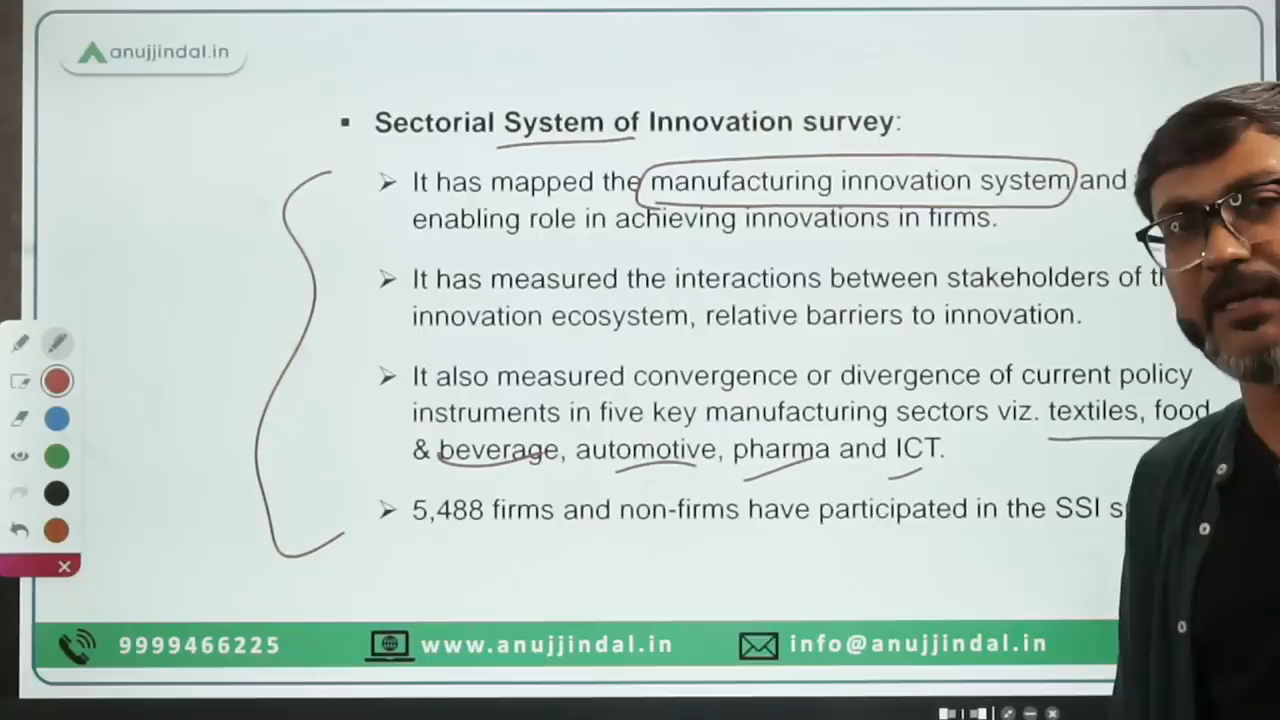 anujjindal.in
▪ Sectorial System of Innovation survey:
➢ It has mapped the manufacturing innovation system and
enabling role in achieving innovations in firms.
➢ It has measured the interactions between stakeholders of
innovation ecosystem, relative barriers to innovation.
➢ It also measured convergence or divergence of current policy
instruments in five key manufacturing sectors viz. textiles, food
& beverage, automotive, pharma and ICT.
➢ 5,488 firms and non-firms have participated in the SSI
9999466225 www.anujjindal.in info@anujjindal.in